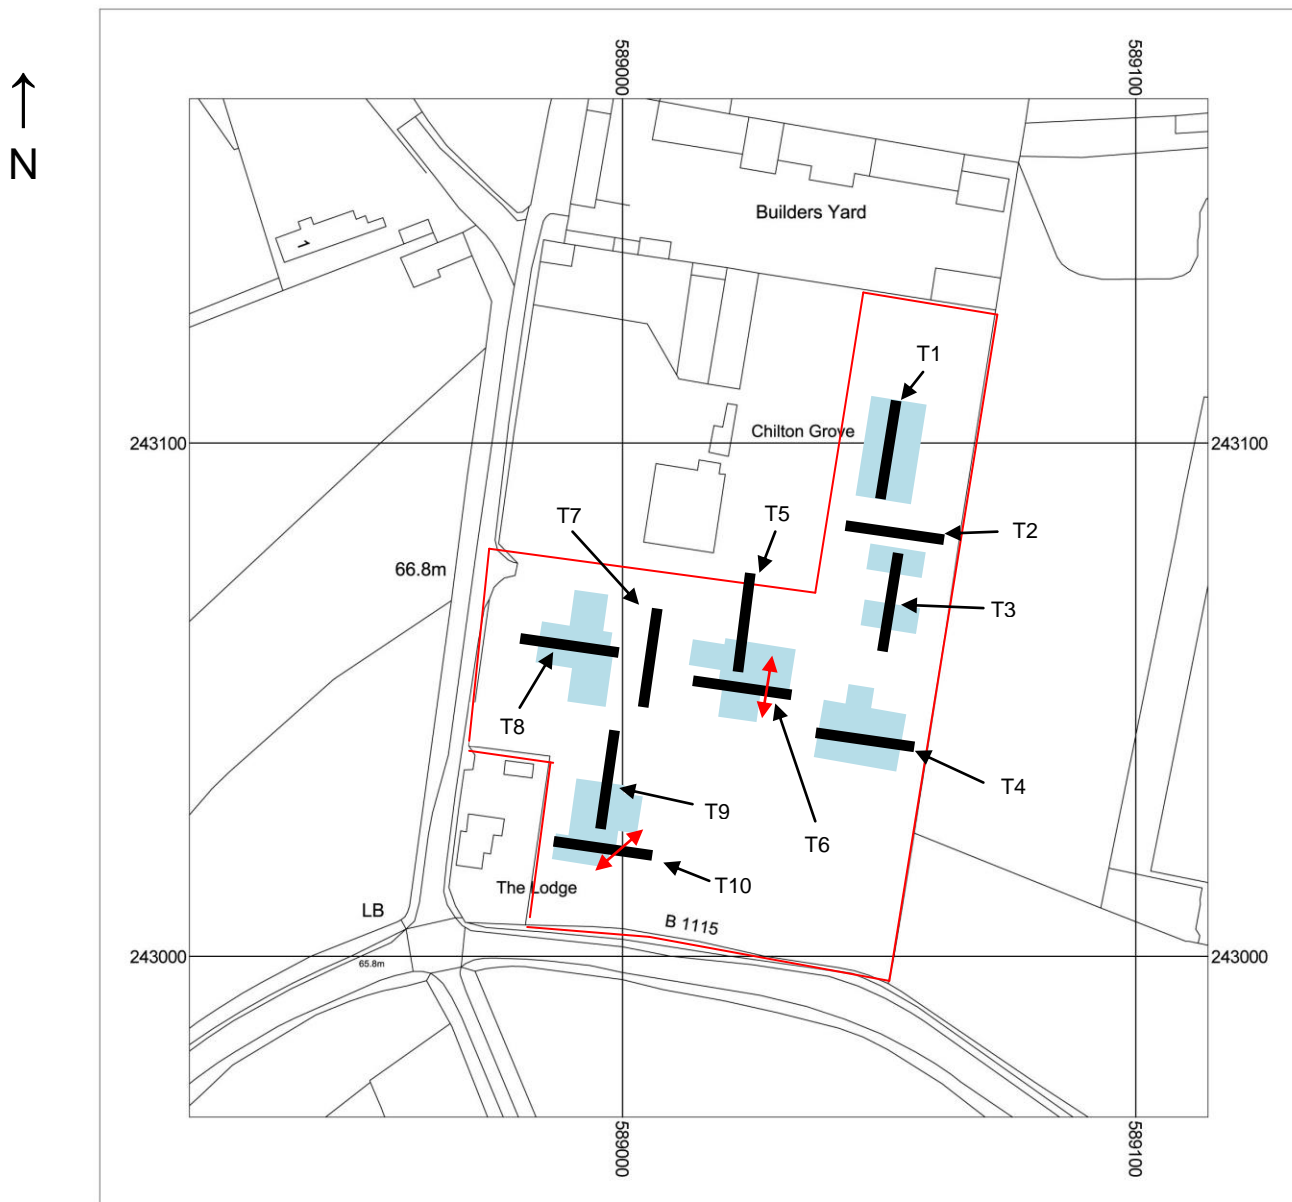 589000
589100
N
Builders Yard
1
T1
Chilton Grove
243100
243100
T7
T5
T2
66.8m
T3
T8
T4
T9
T6
T10
The Lodge
LB
B 1115
243000
65.8m
243000
589000
589100